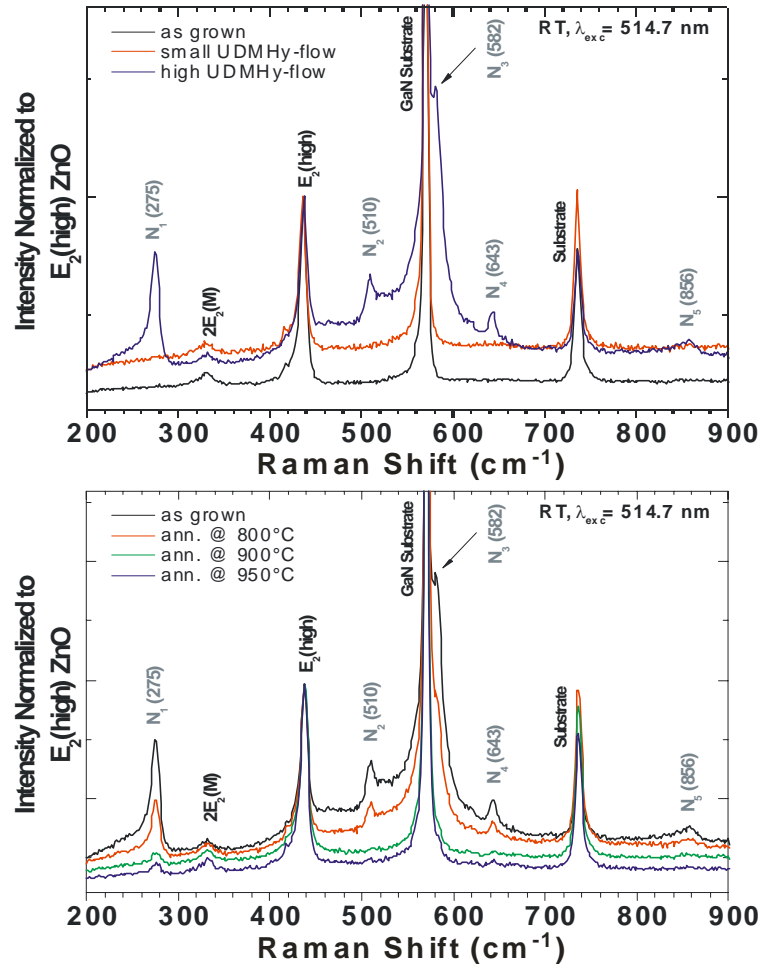 as grown
small UDMHy-flow
high UDMHy-flow
RT, λexc = 514.7 nm
Intensity Normalized to
E2(high) ZnO
N1 (275)
2E2(M)
E2(high)
N2 (510)
GaN Substrate
N3 (582)
N4 (643)
Substrate
N5 (856)
200 300 400 500 600 700 800 900
Raman Shift (cm-1)
as grown
ann. @ 800°C
ann. @ 900°C
ann. @ 950°C
RT, λexc = 514.7 nm
Intensity Normalized to
E2(high) ZnO
N1 (275)
2E2(M)
E2(high)
N2 (510)
GaN Substrate
N3 (582)
N4 (643)
Substrate
N5 (856)
200 300 400 500 600 700 800 900
Raman Shift (cm-1)